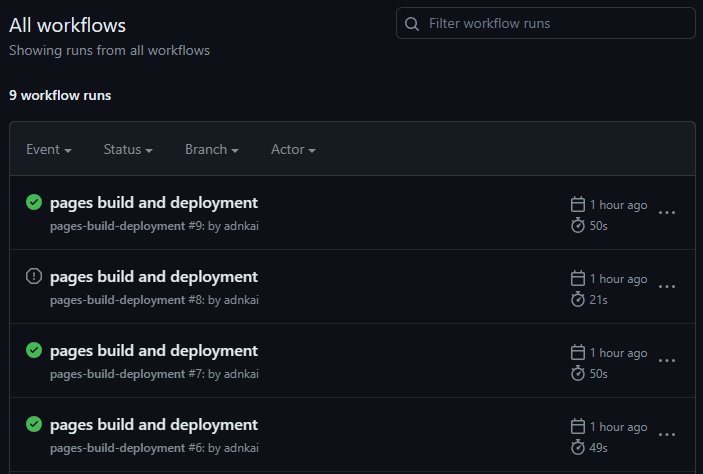 All workflows
Filter workflow runs
Showing runs from all workflows
9 workflow runs
Event Status Branch Actor
pages build and deployment
1 hour ago
pages-build-deployment #9: by adnkai
50s
pages build and deployment
1 hour ago
pages-build-deployment #8: by adnkai
21s
pages build and deployment
1 hour ago
pages-build-deployment #7: by adnkai
50s
pages build and deployment
1 hour ago
pages-build-deployment #6: by adnkai
49s